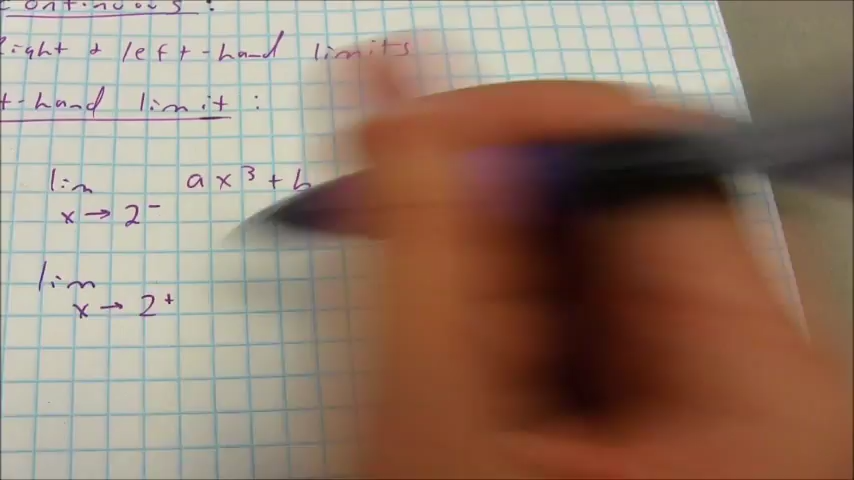 continuous :
right & left-hand limits
t-hand limit :
lim ax³ +
x → 2⁻
lim
x → 2⁺